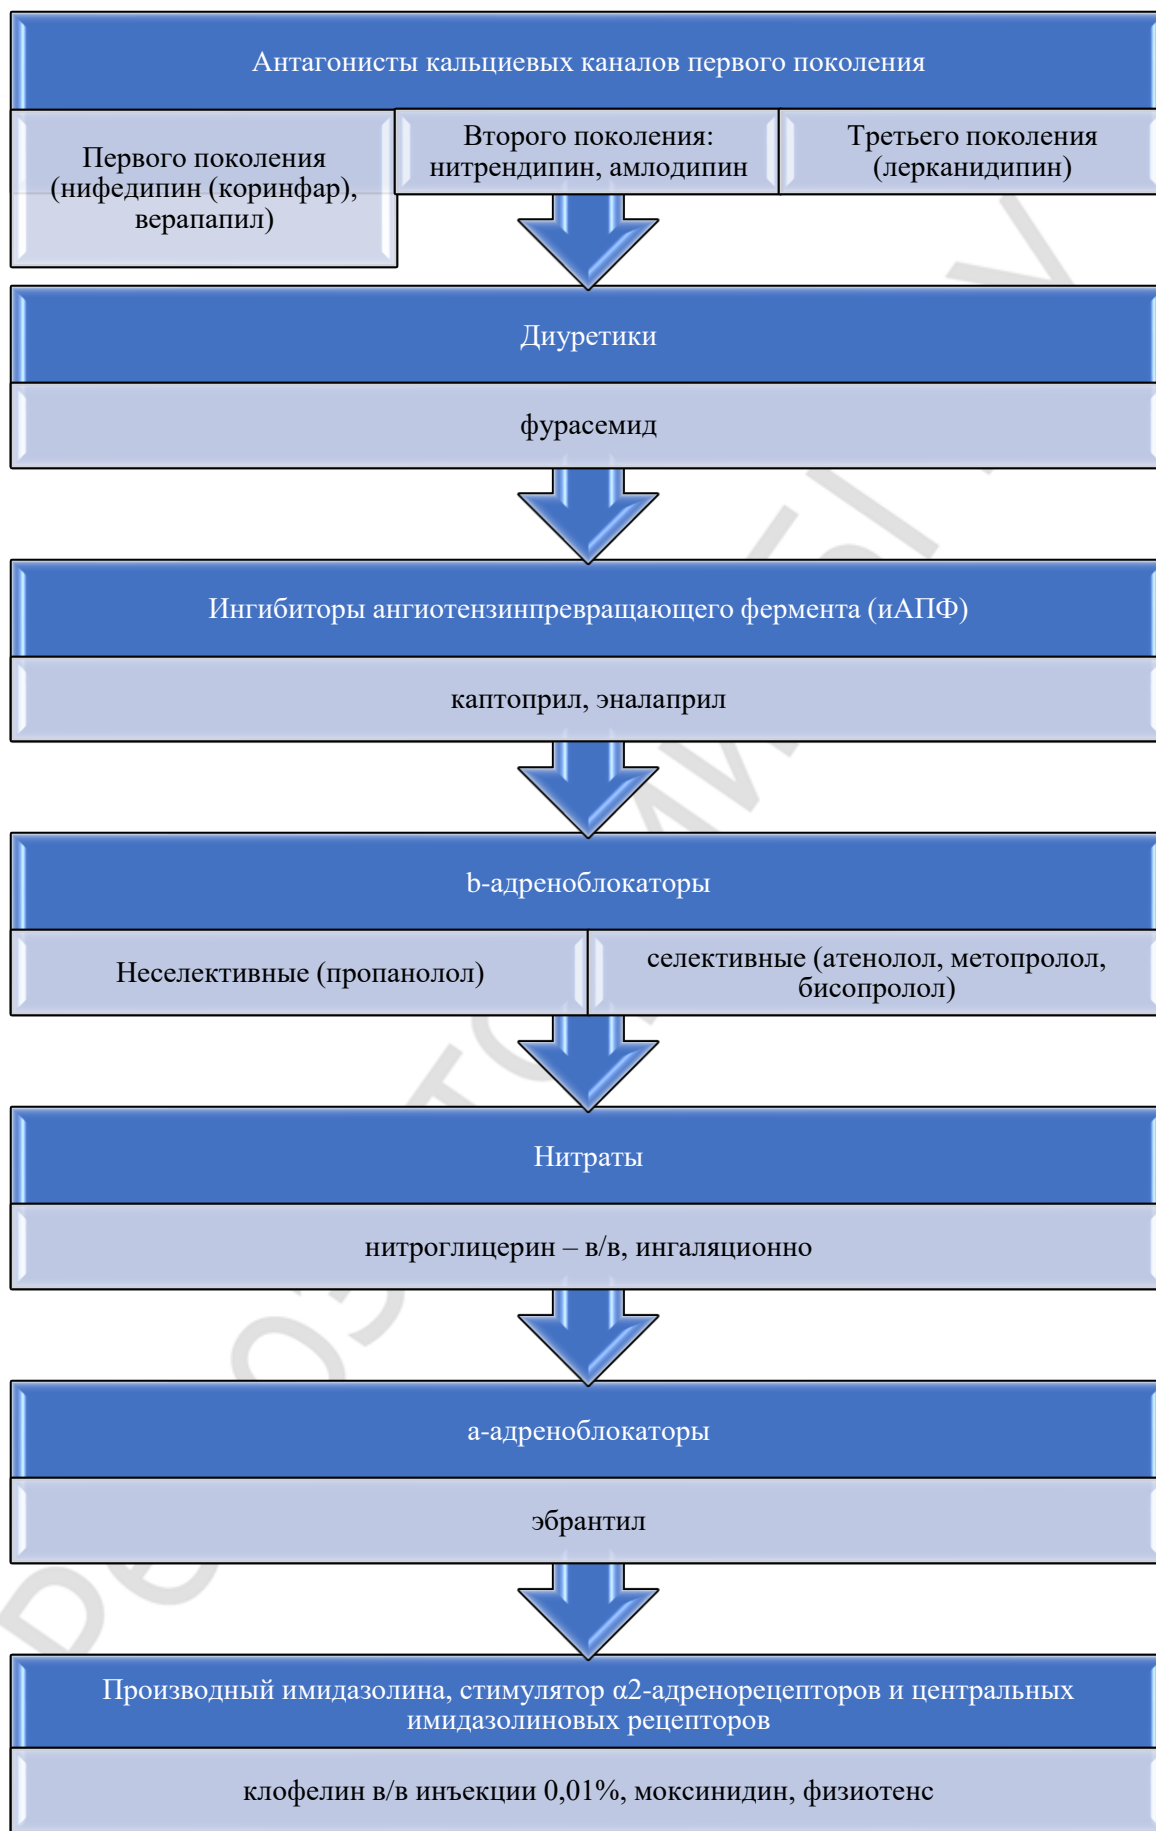 Антагонисты кальциевых каналов первого поколения
Первого поколения
(нифедипин (коринфар),
верапапил)
Второго поколения:
нитрендипин, амлодипин
Третьего поколения
(лерканидипин)
Диуретики
фурасемид
Ингибиторы ангиотензинпревращающего фермента (иАПФ)
каптоприл, эналаприл
b-адреноблокаторы
Неселективные (пропанолол)
селективные (атенолол, метопролол,
бисопролол)
Нитраты
нитроглицерин – в/в, ингаляционно
а-адреноблокаторы
эбрантил
Производный имидазолина, стимулятор α2-адренорецепторов и центральных
имидазолиновых рецепторов
клофелин в/в инъекции 0,01%, моксинидин, физиотенс